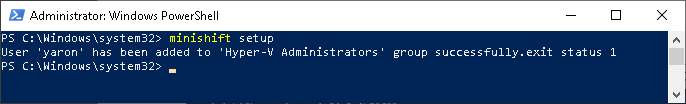 Administrator: Windows PowerShell
PS C:\Windows\system32> minishift setup
User 'yaron' has been added to 'Hyper-V Administrators' group successfully.exit status 1
PS C:\Windows\system32>